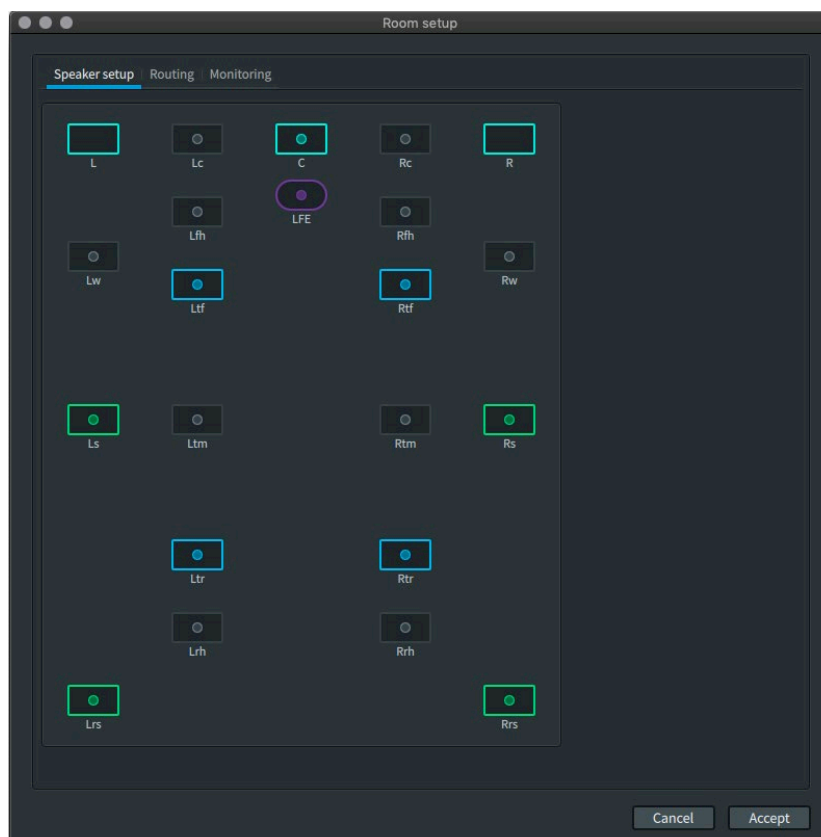 Room setup
Speaker setup Routing Monitoring
L Lc C Rc R
LFE
Lfh Rfh
Lw Rw
Ltf Rtf
Ls Ltm Rtm Rs
Ltr Rtr
Lrh Rrh
Lrs Rrs
Cancel Accept